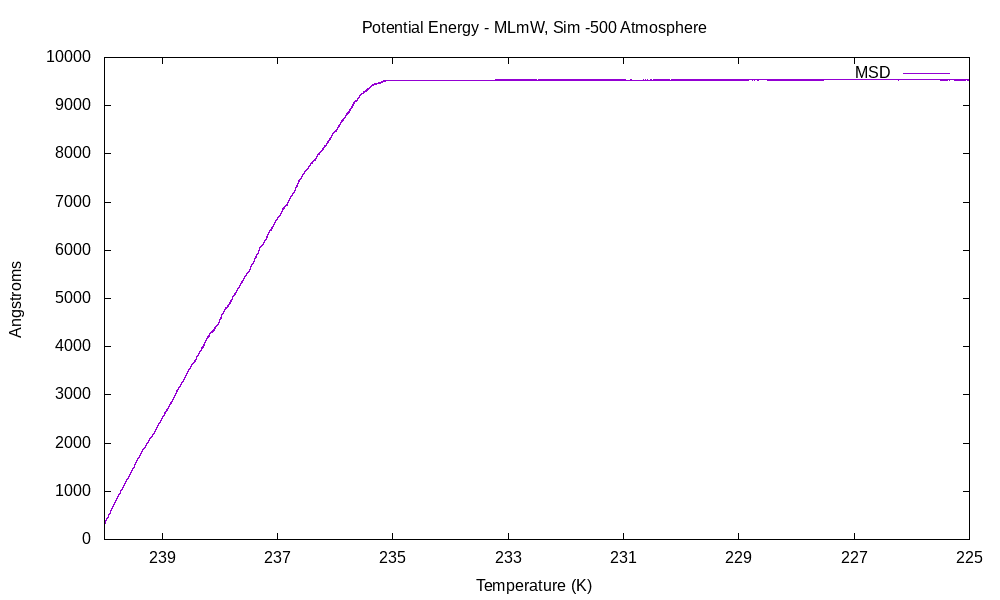 Potential Energy - MLmW, Sim -500 Atmosphere
10000
9000
8000
7000
6000
5000
4000
3000
2000
1000
0
Angstroms
MSD
239 237 235 233 231 229 227 225
Temperature (K)